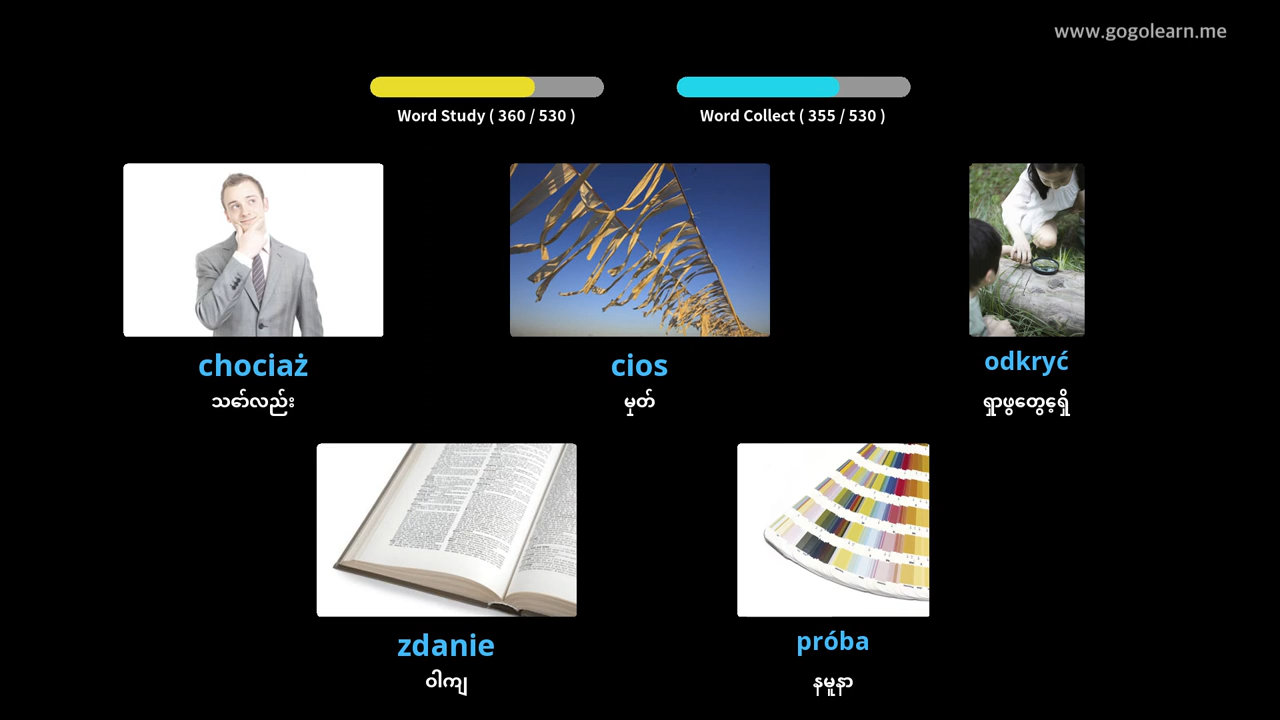 www.gogolearn.me
Word Study ( 360 / 530 )
Word Collect ( 355 / 530 )
chociaż
သော်လည်း
cios
မှုတ်
odkryć
ရှာဖွေတွေ့ရှိ
zdanie
ဝါကျ
próba
နမူနာ